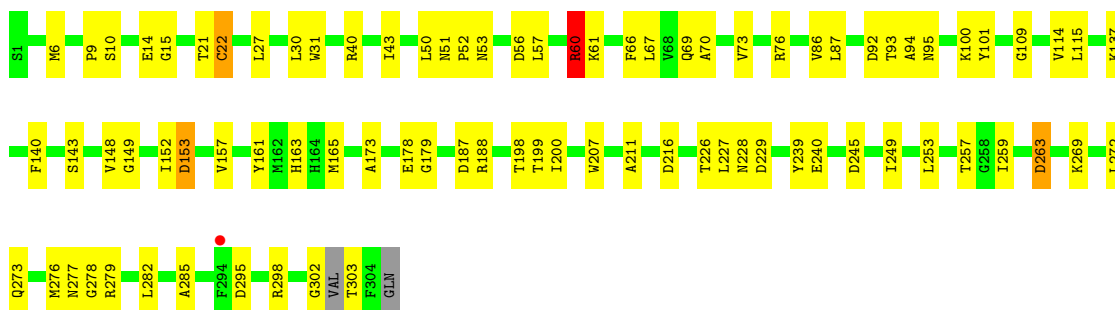 S1 M6 P9 S10 E14 G15 T21 C22 L27 L30 W31 R40 I43 L50 N51 P52 N53 D56 L57 R60 K61 F66 L67 V68 Q69 A70 V73 R76 V86 L87 D92 T93 A94 N95 K100 Y101 G109 V114 L115 K137
F140 S143 V148 G149 I152 D153 V157 Y161 M162 H163 H164 M165 A173 E178 G179 D187 R188 T198 T199 I200 W207 A211 D216 T226 L227 N228 D229 Y239 E240 D245 I249 L253 T257 G258 I259 D263 K269
Q273 M276 N277 G278 R279 L282 A285 F294 D295 R298 G302 VAL T303 F304 GLN